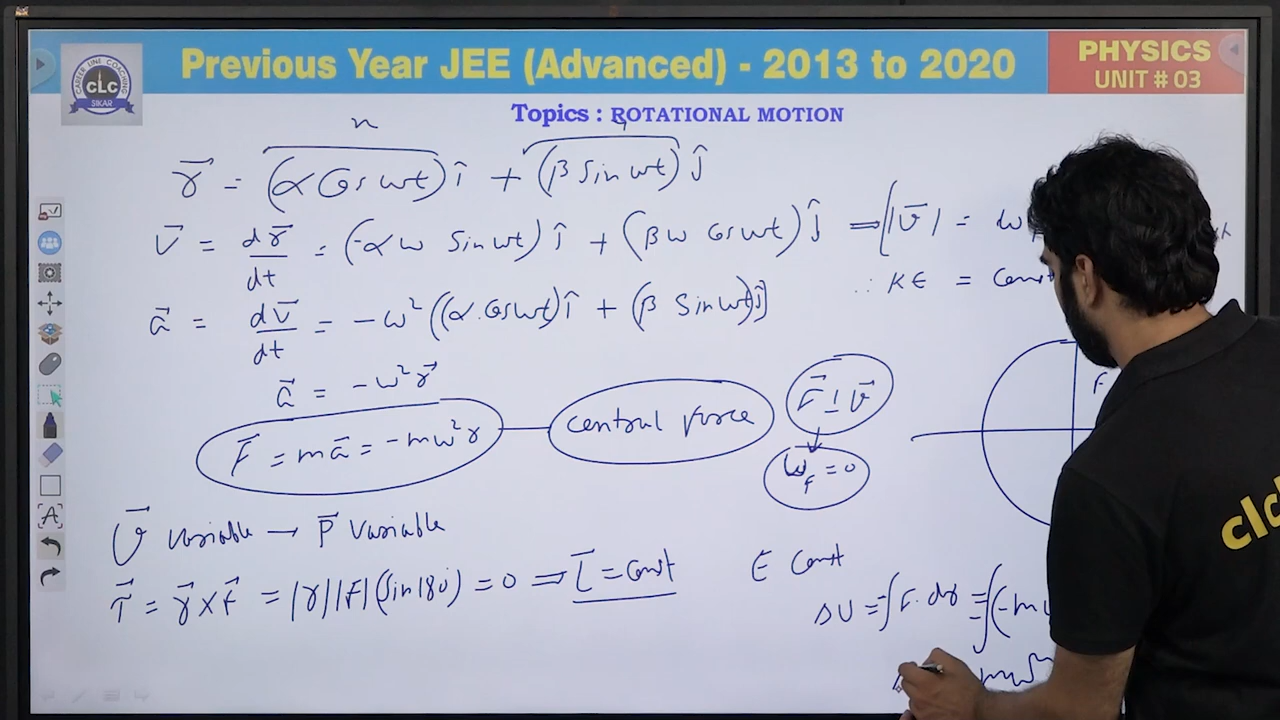 Previous Year JEE (Advanced) - 2013 to 2020
PHYSICS
UNIT # 03
CAREER LINE COACHING
CLC
SIKAR
Topics : ROTATIONAL MOTION
r⃗ = (α Cos ωt) î + (β Sin ωt) ĵ
v⃗ = dr⃗/dt = (-αω Sin ωt) î + (βω Cos ωt) ĵ ⇒ |v⃗| = ω
∴ KE = Const
a⃗ = dv⃗/dt = -ω² ((α. Cos ωt) î + (β Sin ωt) ĵ)
a⃗ = -ω² r⃗
F⃗ = ma⃗ = -mω² r
central force
F⃗ ⊥ v⃗
W_F = 0
F
v⃗ variable → P⃗ variable
τ⃗ = r⃗ × F⃗ = |r| |F| (Sin 180) = 0 ⇒ L⃗ = Const
E Const
ΔU = -∫ F. dr = -∫ (-m
mω²
clc
A